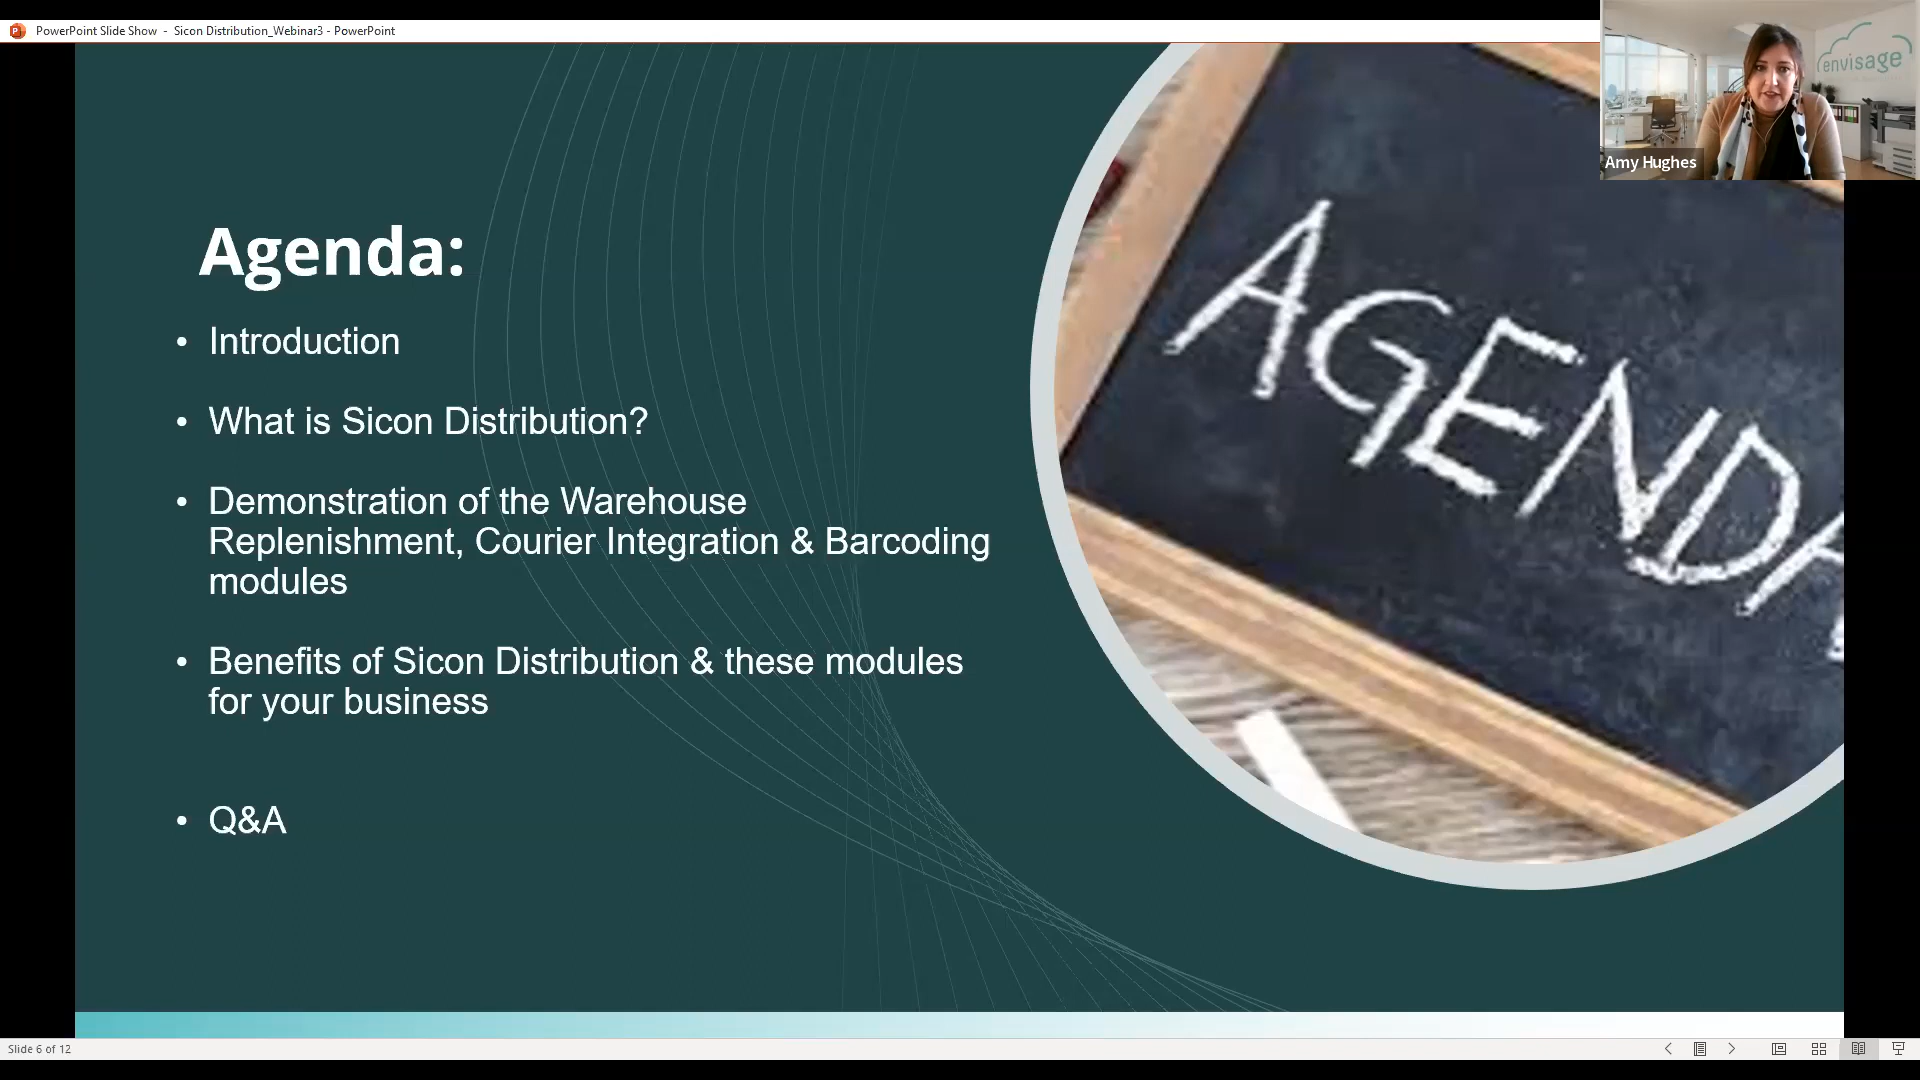 PowerPoint Slide Show - Sicon Distribution_Webinar3 - PowerPoint
envisage
Amy Hughes
Agenda:
• Introduction
• What is Sicon Distribution?
• Demonstration of the Warehouse
Replenishment, Courier Integration & Barcoding
modules
• Benefits of Sicon Distribution & these modules
for your business
• Q&A
AGENDA
Slide 6 of 12